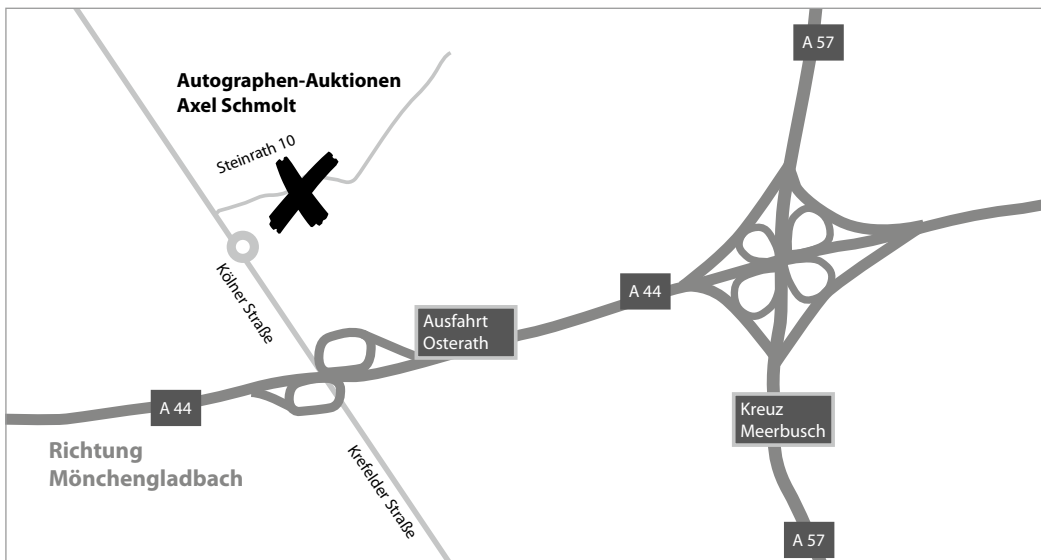 A 57
Autographen-Auktionen
Axel Schmolt
Steinrath 10
Kölner Straße
A 44
Ausfahrt
Osterath
A 44
Kreuz
Meerbusch
Richtung
Mönchengladbach
Krefelder Straße
A 57